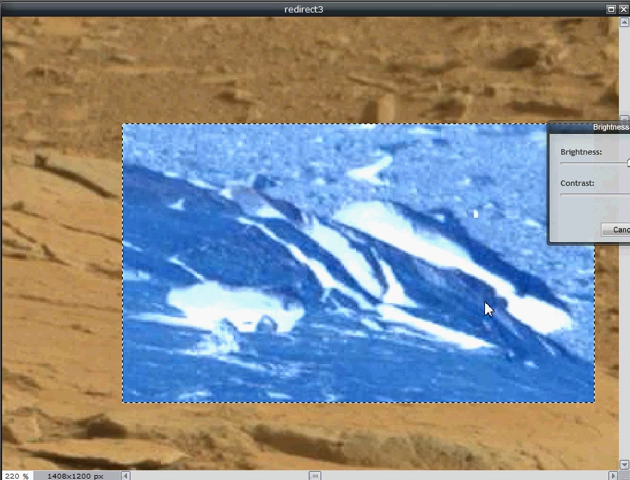 redirect3
Brightness
Brightness:
Contrast:
Canc
220 %
1408x1200 px